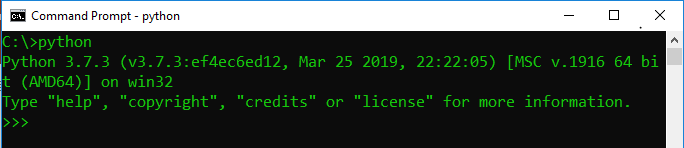 Command Prompt - python
C:\>python
Python 3.7.3 (v3.7.3:ef4ec6ed12, Mar 25 2019, 22:22:05) [MSC v.1916 64 bi
t (AMD64)] on win32
Type "help", "copyright", "credits" or "license" for more information.
>>>